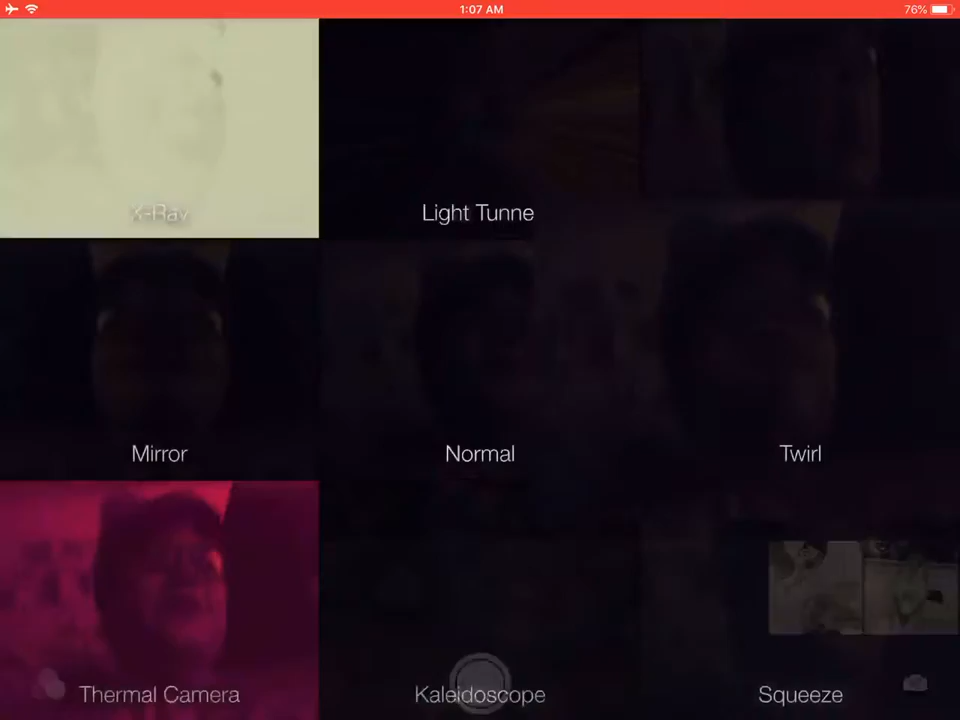 1:07 AM
76%
X-Ray
Light Tunne
Mirror
Normal
Twirl
Thermal Camera
Kaleidoscope
Squeeze